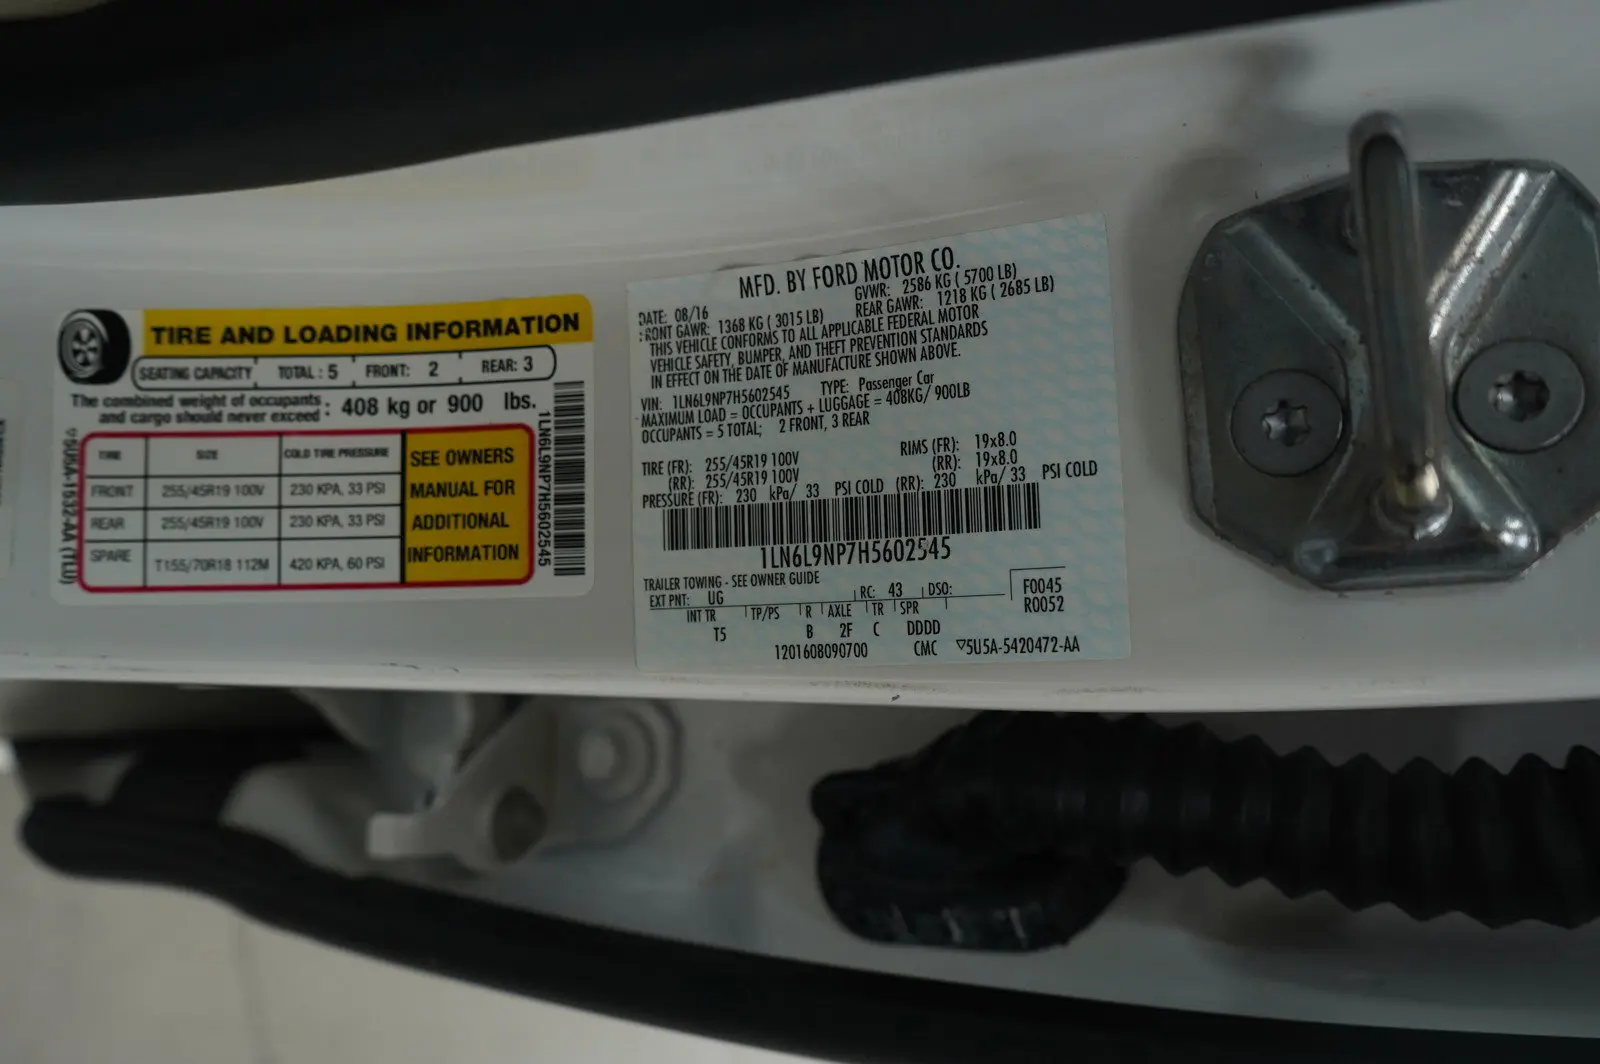 TIRE AND LOADING INFORMATION
SEATING CAPACITY TOTAL : 5 FRONT: 2 REAR: 3
The combined weight of occupants and cargo should never exceed : 408 kg or 900 lbs.
TIRE SIZE COLD TIRE PRESSURE
FRONT 255/45R19 100V 230 KPA, 33 PSI
REAR 255/45R19 100V 230 KPA, 33 PSI
SPARE T155/70R18 112M 420 KPA, 60 PSI
SEE OWNERS
MANUAL FOR
ADDITIONAL
INFORMATION
▽5U5A-1532-AA (TLU)
1LN6L9NP7H5602545
MFD. BY FORD MOTOR CO.
DATE: 08/16 GVWR: 2586 KG ( 5700 LB)
FRONT GAWR: 1368 KG ( 3015 LB) REAR GAWR: 1218 KG ( 2685 LB)
THIS VEHICLE CONFORMS TO ALL APPLICABLE FEDERAL MOTOR
VEHICLE SAFETY, BUMPER, AND THEFT PREVENTION STANDARDS
IN EFFECT ON THE DATE OF MANUFACTURE SHOWN ABOVE.
VIN: 1LN6L9NP7H5602545 TYPE: Passenger Car
MAXIMUM LOAD = OCCUPANTS + LUGGAGE = 408KG/ 900LB
OCCUPANTS = 5 TOTAL; 2 FRONT, 3 REAR
TIRE (FR): 255/45R19 100V RIMS (FR): 19x8.0
(RR): 255/45R19 100V (RR): 19x8.0
PRESSURE (FR): 230 kPa/ 33 PSI COLD (RR): 230 kPa/ 33 PSI COLD
1LN6L9NP7H5602545
TRAILER TOWING - SEE OWNER GUIDE
EXT PNT: UG RC: 43 DSO: F0045
INT TR TP/PS R AXLE TR SPR R0052
T5 B 2F C DDDD
1201608090700 CMC ▽5U5A-5420472-AA